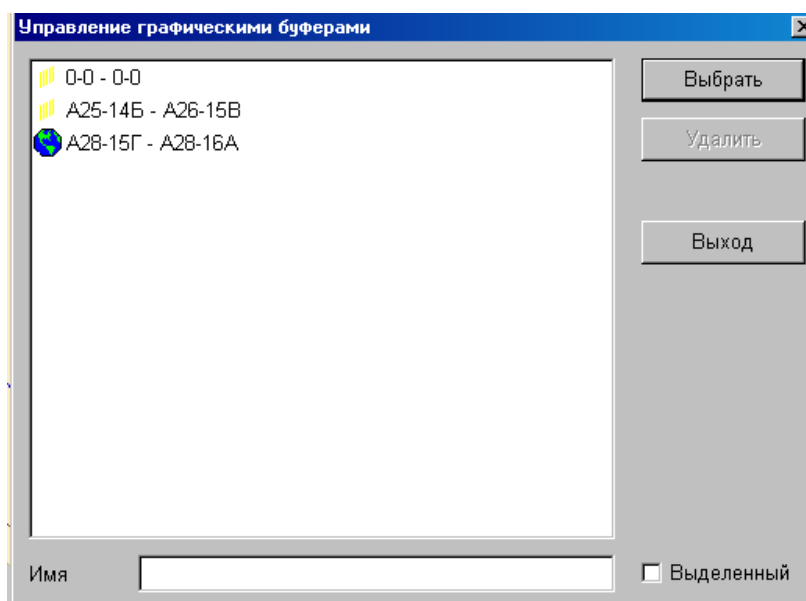 Управление графическими буферами
0-0 - 0-0
А25-14Б - А26-15В
А28-15Г - А28-16А
Выбрать
Удалить
Выход
Имя
Выделенный